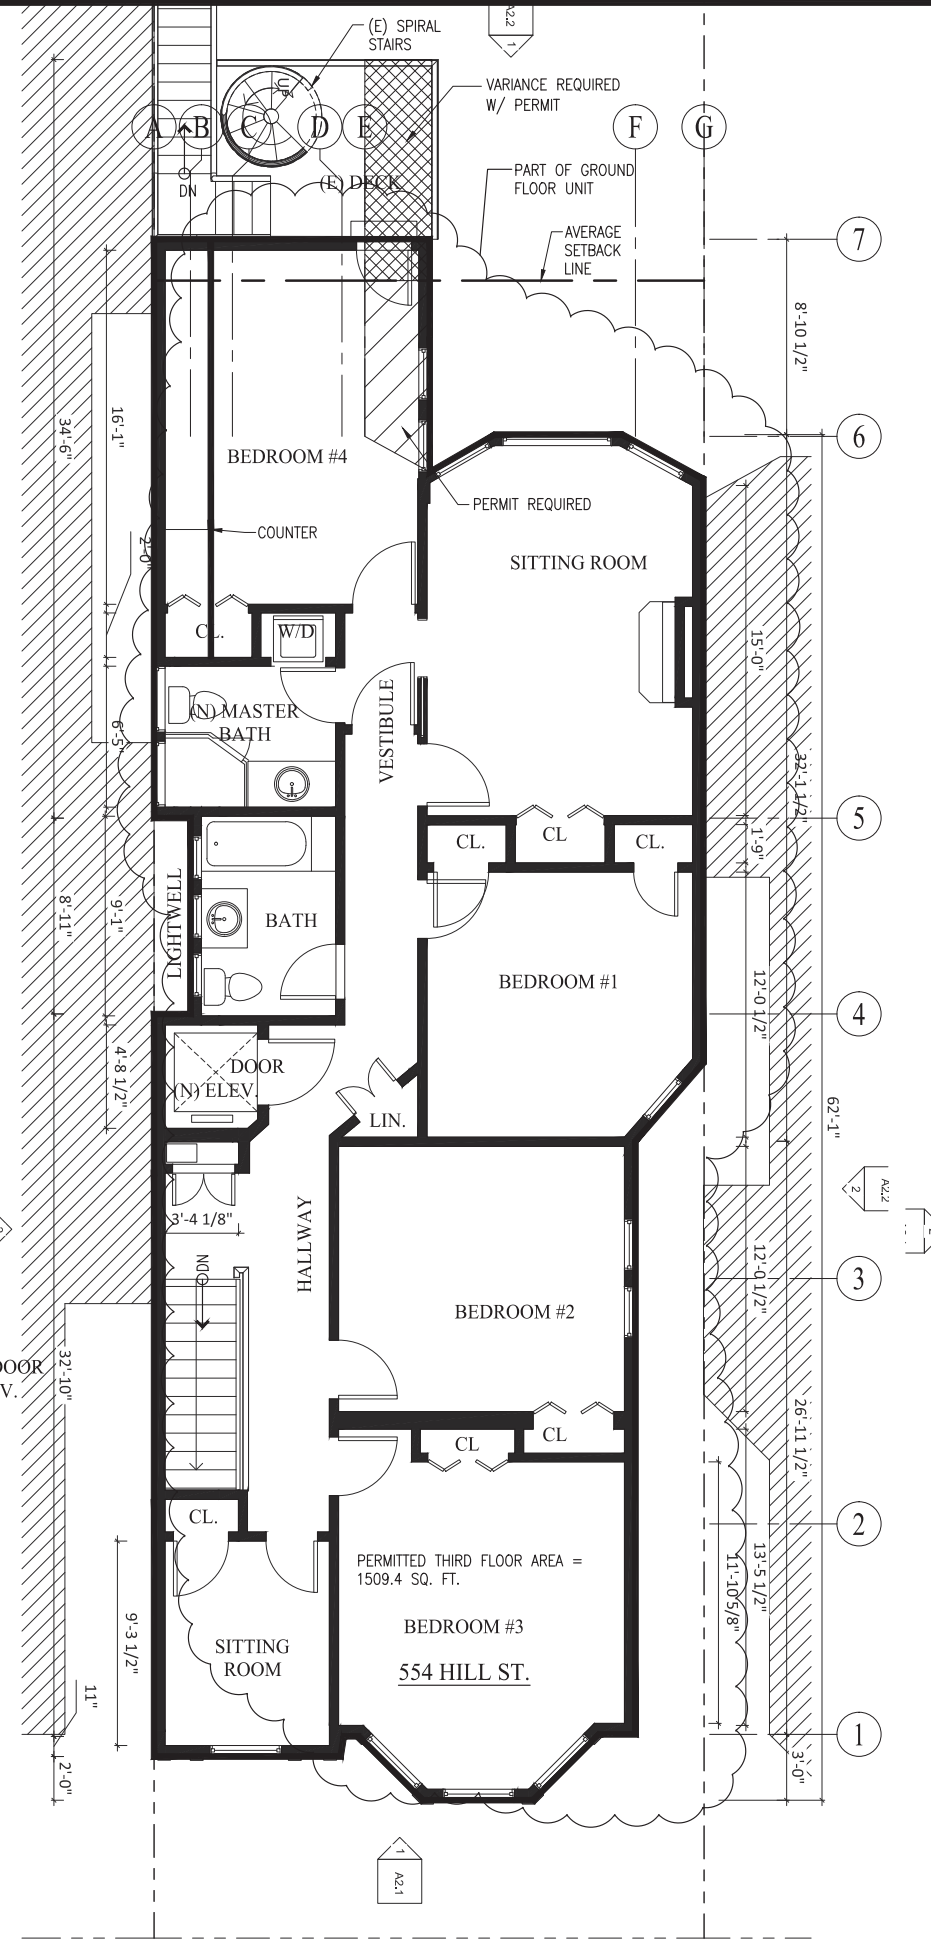 A2.2
1
(E) SPIRAL
STAIRS
UP
VARIANCE REQUIRED
W/ PERMIT
A
B
C
D
E
F
G
DN
(E) DECK
PART OF GROUND
FLOOR UNIT
AVERAGE
SETBACK
LINE
7
8'-10 1/2"
16'-1"
34'-6"
6
BEDROOM #4
PERMIT REQUIRED
COUNTER
2'-0"
SITTING ROOM
CL.
W/D
15'-0"
(N) MASTER
BATH
VESTIBULE
6'-5"
32'-1 1/2"
5
CL.
CL
CL.
1'-9"
LIGHTWELL
8'-11"
9'-1"
BATH
BEDROOM #1
12'-0 1/2"
4
4'-8 1/2"
DOOR
(N) ELEV.
LIN.
62'-1"
A2.2
2
3'-4 1/8"
HALLWAY
DN
12'-0 1/2"
3
BEDROOM #2
32'-10"
DOOR
V.
26'-11 1/2"
CL
CL
CL.
2
PERMITTED THIRD FLOOR AREA =
1509.4 SQ. FT.
13'-5 1/2"
11'-10 5/8"
9'-3 1/2"
BEDROOM #3
SITTING
ROOM
554 HILL ST.
11"
1
2'-0"
3'-0"
1
A2.1